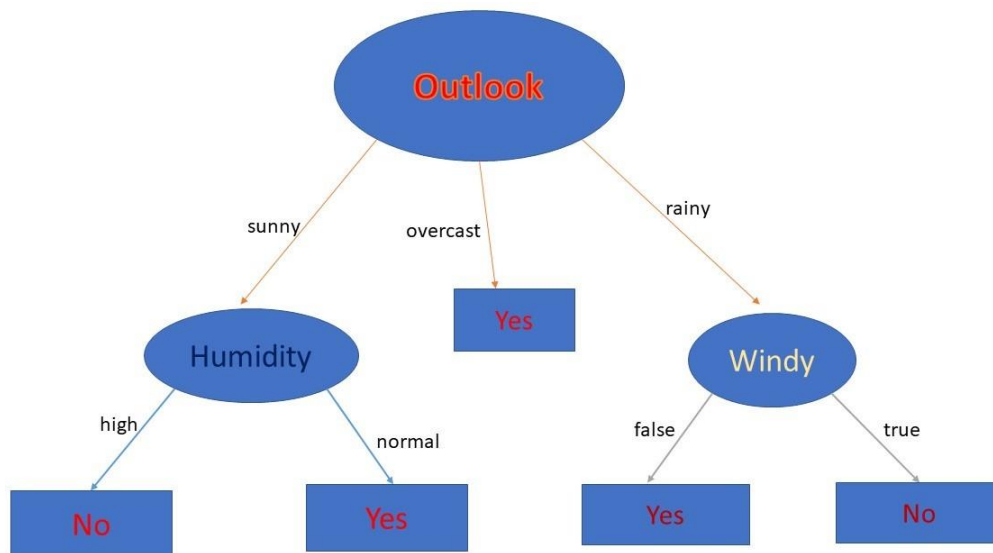 Outlook
sunny
overcast
rainy
Yes
Humidity
Windy
high
normal
false
true
No
Yes
Yes
No